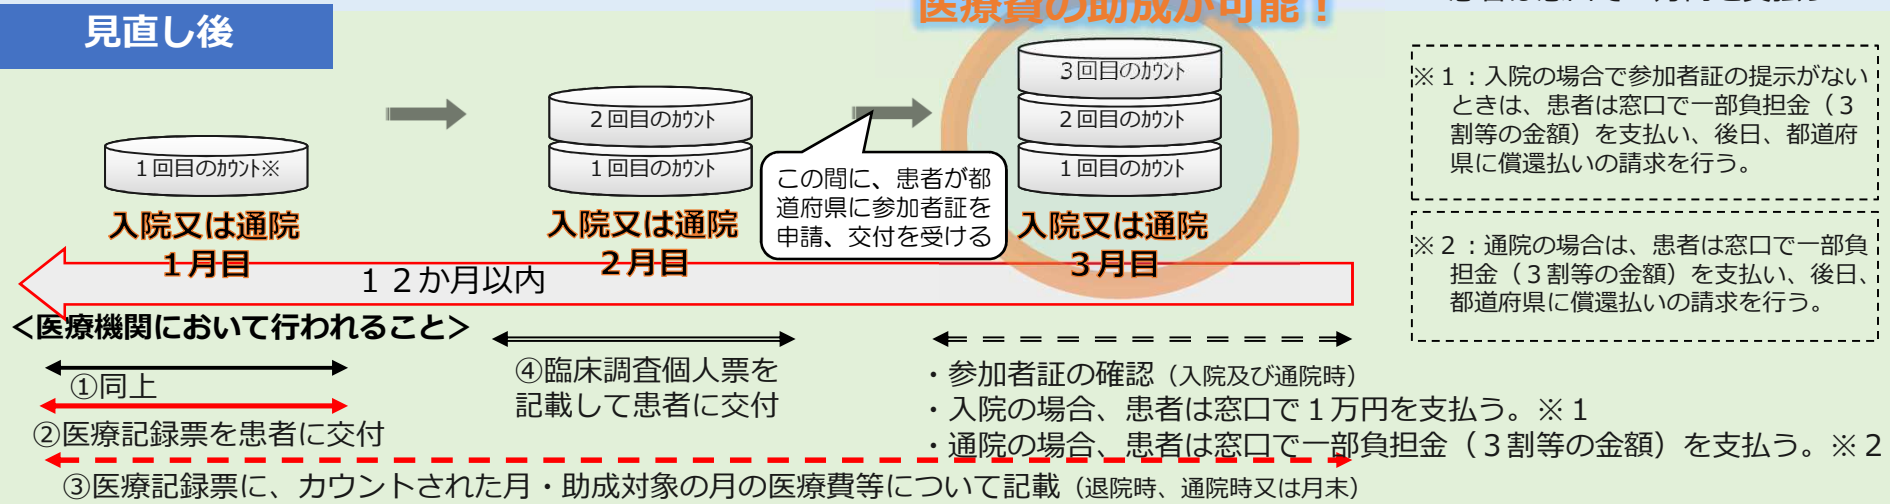 医療費の助成が可能！
見直し後
1回目のカウント※
2回目のカウント
1回目のカウント
3回目のカウント
2回目のカウント
1回目のカウント
この間に、患者が都
道府県に参加者証を
申請、交付を受ける
入院又は通院
1月目
入院又は通院
2月目
入院又は通院
3月目
１２か月以内
※１：入院の場合で参加者証の提示がない
ときは、患者は窓口で一部負担金（３
割等の金額）を支払い、後日、都道府
県に償還払いの請求を行う。
※２：通院の場合は、患者は窓口で一部負
担金（３割等の金額）を支払い、後日、
都道府県に償還払いの請求を行う。
＜医療機関において行われること＞
①同上
②医療記録票を患者に交付
③医療記録票に、カウントされた月・助成対象の月の医療費等について記載（退院時、通院時又は月末）
④臨床調査個人票を
記載して患者に交付
・参加者証の確認（入院及び通院時）
・入院の場合、患者は窓口で１万円を支払う。※１
・通院の場合、患者は窓口で一部負担金（３割等の金額）を支払う。※２